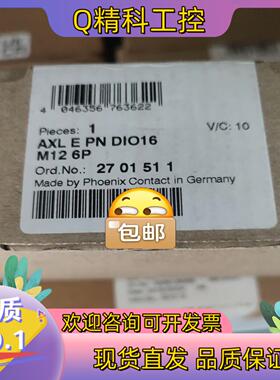 Q精科工控
4 046356 763622
Pieces: 1
V/C: 10
AXL E PN DIO16
M12 6P
Ord.No.: 27 01 51 1
Made by Phoenix Contact in Germany
包邮
质
O.1
欢迎咨询可开发票
现货直发 品质保证